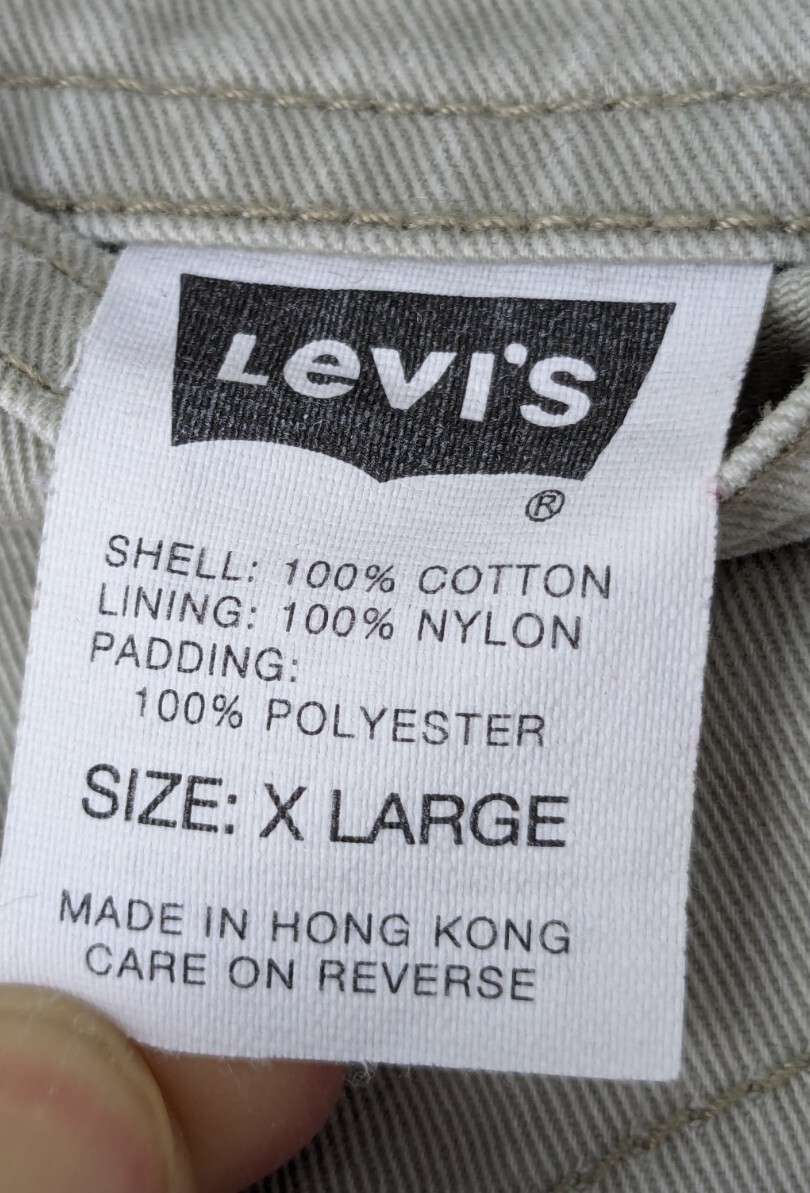 LEVI'S
®
SHELL: 100% COTTON
LINING: 100% NYLON
PADDING:
100% POLYESTER
SIZE: X LARGE
MADE IN HONG KONG
CARE ON REVERSE